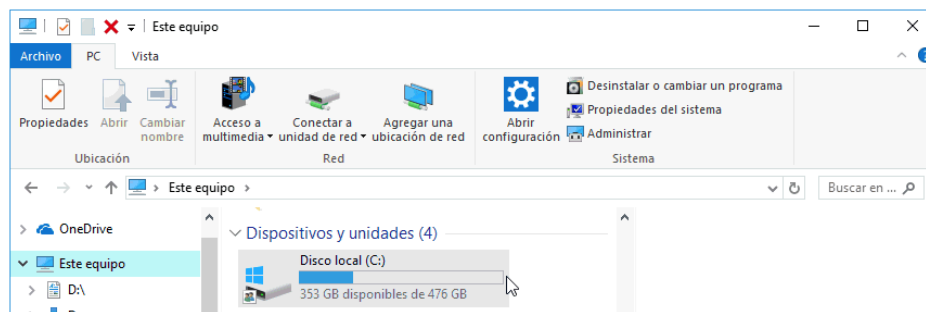 Este equipo
Archivo PC Vista
Propiedades Abrir Cambiar nombre
Acceso a multimedia Conectar a unidad de red Agregar una ubicación de red
Abrir configuración
Desinstalar o cambiar un programa
Propiedades del sistema
Administrar
Ubicación Red Sistema
Este equipo
Buscar en ...
OneDrive
Este equipo
D:\
Dispositivos y unidades (4)
Disco local (C:)
353 GB disponibles de 476 GB